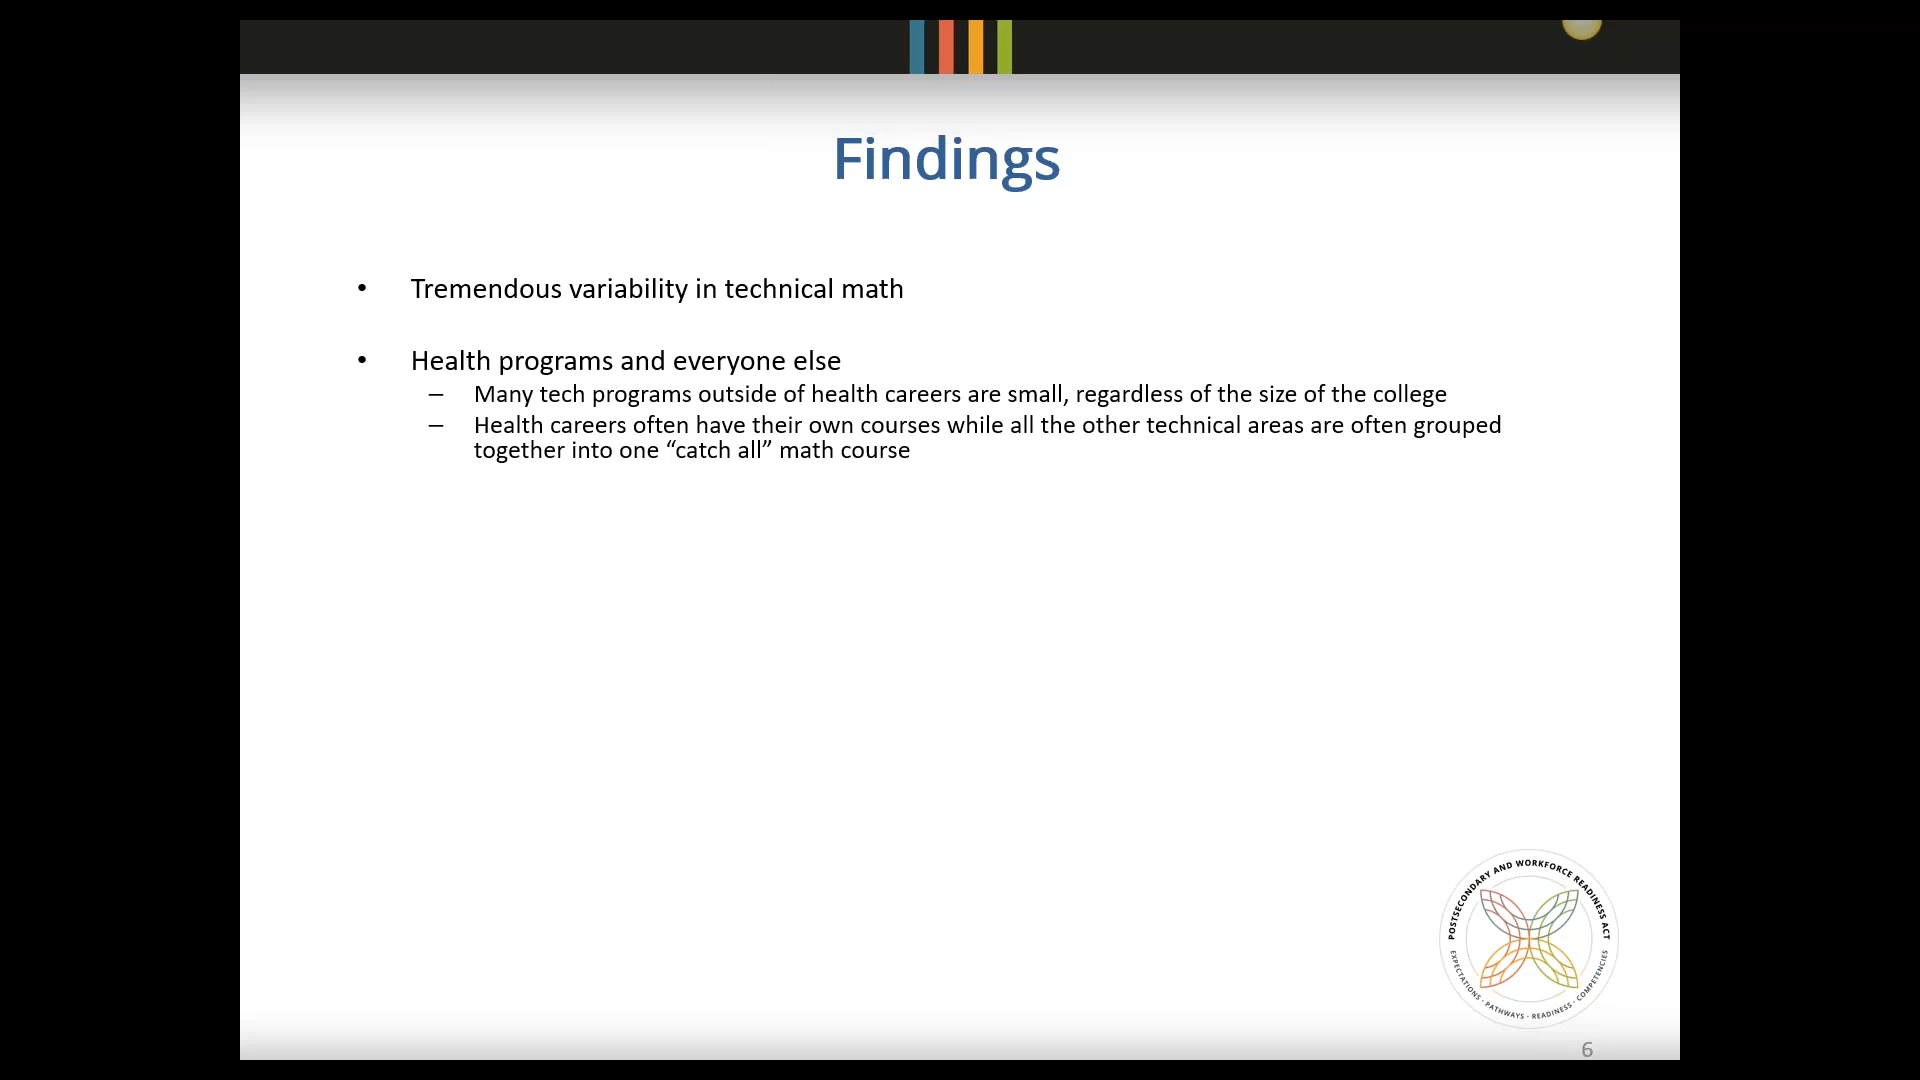 Findings
• Tremendous variability in technical math
• Health programs and everyone else
– Many tech programs outside of health careers are small, regardless of the size of the college
– Health careers often have their own courses while all the other technical areas are often grouped
together into one “catch all” math course
POSTSECONDARY AND WORKFORCE READINESS ACT
EXPECTATIONS · PATHWAYS · READINESS · COMPETENCIES
6